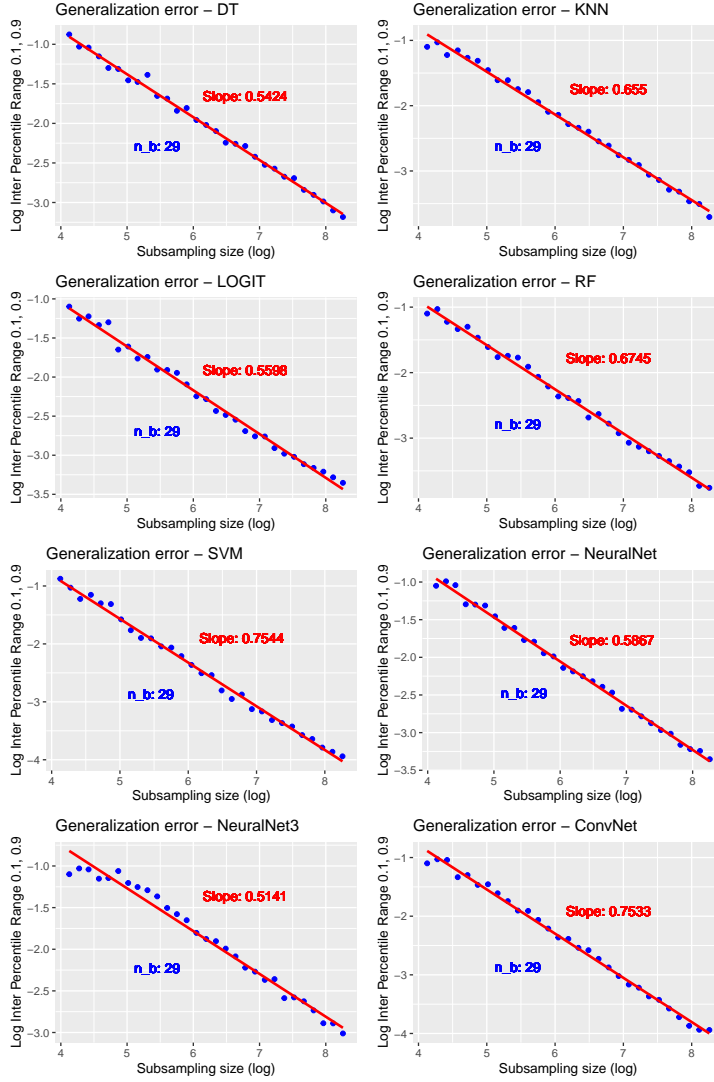 Generalization error − DT
Log Inter Percentile Range 0.1, 0.9
−1.0
−1.5
−2.0
−2.5
−3.0
Slope: 0.5424
n_b: 29
4 5 6 7 8
Subsampling size (log)
Generalization error − KNN
Log Inter Percentile Range 0.1, 0.9
−1
−2
−3
Slope: 0.655
n_b: 29
4 5 6 7 8
Subsampling size (log)
Generalization error − LOGIT
Log Inter Percentile Range 0.1, 0.9
−1.0
−1.5
−2.0
−2.5
−3.0
−3.5
Slope: 0.5598
n_b: 29
4 5 6 7 8
Subsampling size (log)
Generalization error − RF
Log Inter Percentile Range 0.1, 0.9
−1
−2
−3
Slope: 0.6745
n_b: 29
4 5 6 7 8
Subsampling size (log)
Generalization error − SVM
Log Inter Percentile Range 0.1, 0.9
−1
−2
−3
−4
Slope: 0.7544
n_b: 29
4 5 6 7 8
Subsampling size (log)
Generalization error − NeuralNet
Log Inter Percentile Range 0.1, 0.9
−1.0
−1.5
−2.0
−2.5
−3.0
−3.5
Slope: 0.5867
n_b: 29
4 5 6 7 8
Subsampling size (log)
Generalization error − NeuralNet3
Log Inter Percentile Range 0.1, 0.9
−1.0
−1.5
−2.0
−2.5
−3.0
Slope: 0.5141
n_b: 29
4 5 6 7 8
Subsampling size (log)
Generalization error − ConvNet
Log Inter Percentile Range 0.1, 0.9
−1
−2
−3
−4
Slope: 0.7533
n_b: 29
4 5 6 7 8
Subsampling size (log)